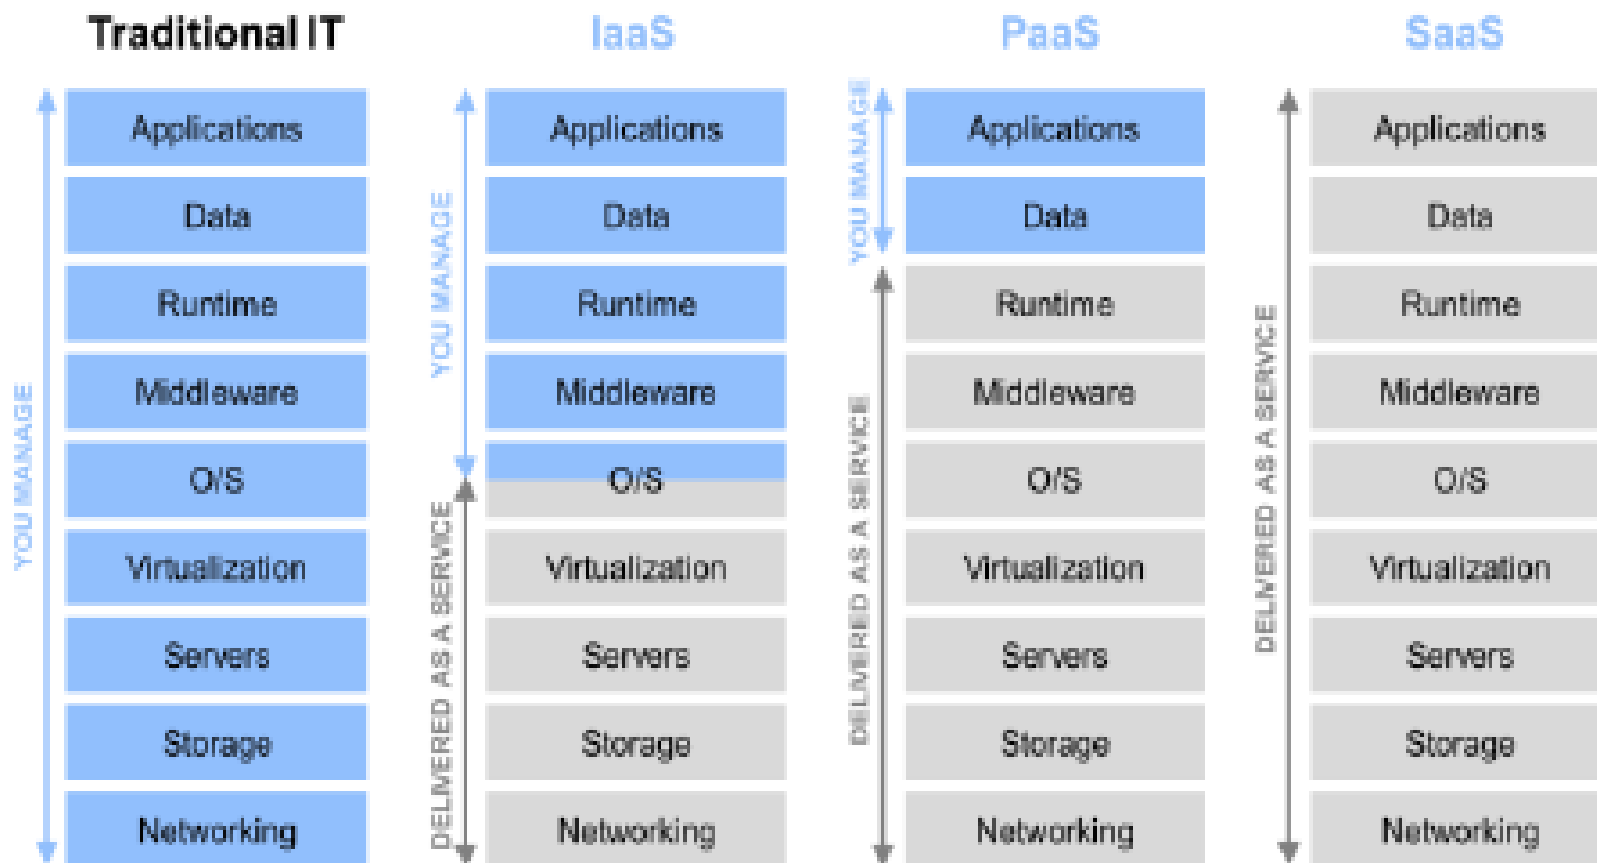 Traditional IT
IaaS
PaaS
SaaS
YOU MANAGE
Applications
Data
Runtime
Middleware
O/S
Virtualization
Servers
Storage
Networking
YOU MANAGE
DELIVERED AS A SERVICE
Applications
Data
Runtime
Middleware
O/S
Virtualization
Servers
Storage
Networking
YOU MANAGE
DELIVERED AS A SERVICE
Applications
Data
Runtime
Middleware
O/S
Virtualization
Servers
Storage
Networking
DELIVERED AS A SERVICE
Applications
Data
Runtime
Middleware
O/S
Virtualization
Servers
Storage
Networking